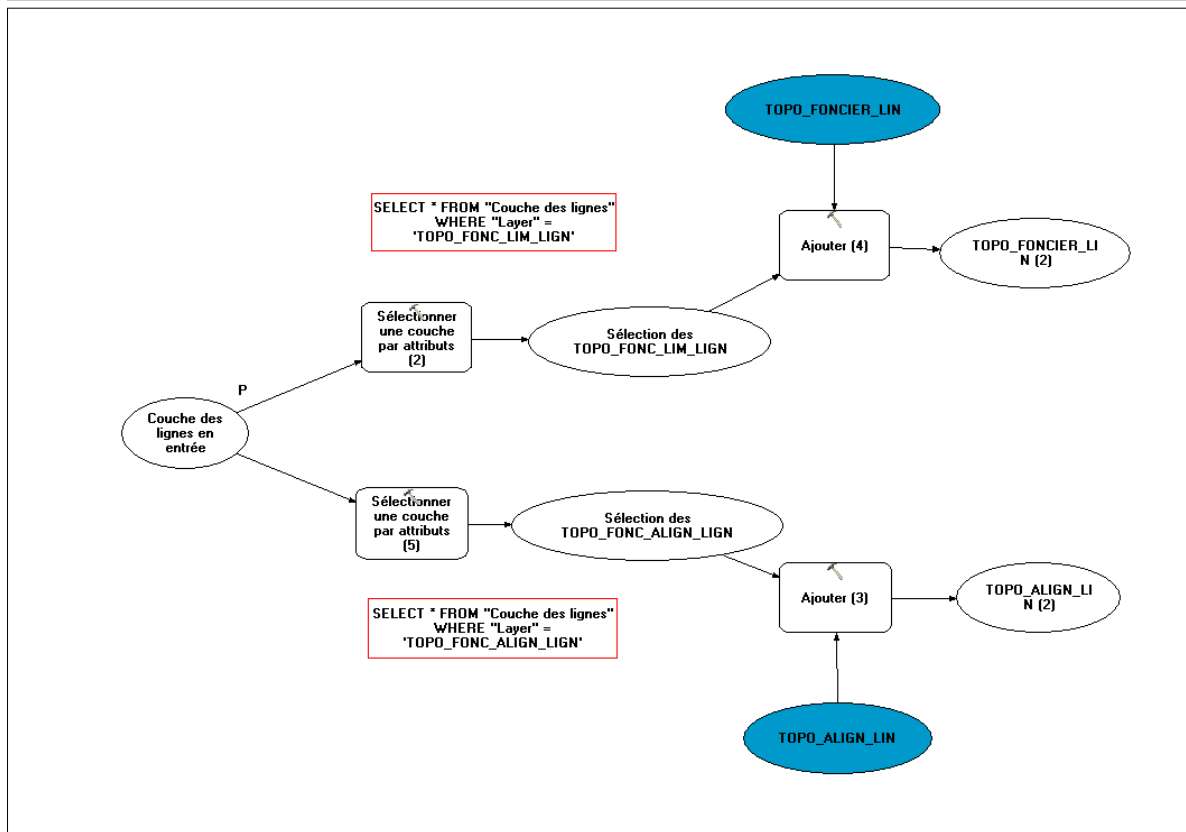 TOPO_FONCIER_LIN
SELECT * FROM "Couche des lignes"
WHERE "Layer" =
'TOPO_FONC_LIM_LIGN'
Ajouter (4)
TOPO_FONCIER_LI
N (2)
Sélectionner
une couche
par attributs
(2)
Sélection des
TOPO_FONC_LIM_LIGN
P
Couche des
lignes en
entrée
Sélectionner
une couche
par attributs
(5)
Sélection des
TOPO_FONC_ALIGN_LIGN
Ajouter (3)
TOPO_ALIGN_LI
N (2)
SELECT * FROM "Couche des lignes"
WHERE "Layer" =
'TOPO_FONC_ALIGN_LIGN'
TOPO_ALIGN_LIN